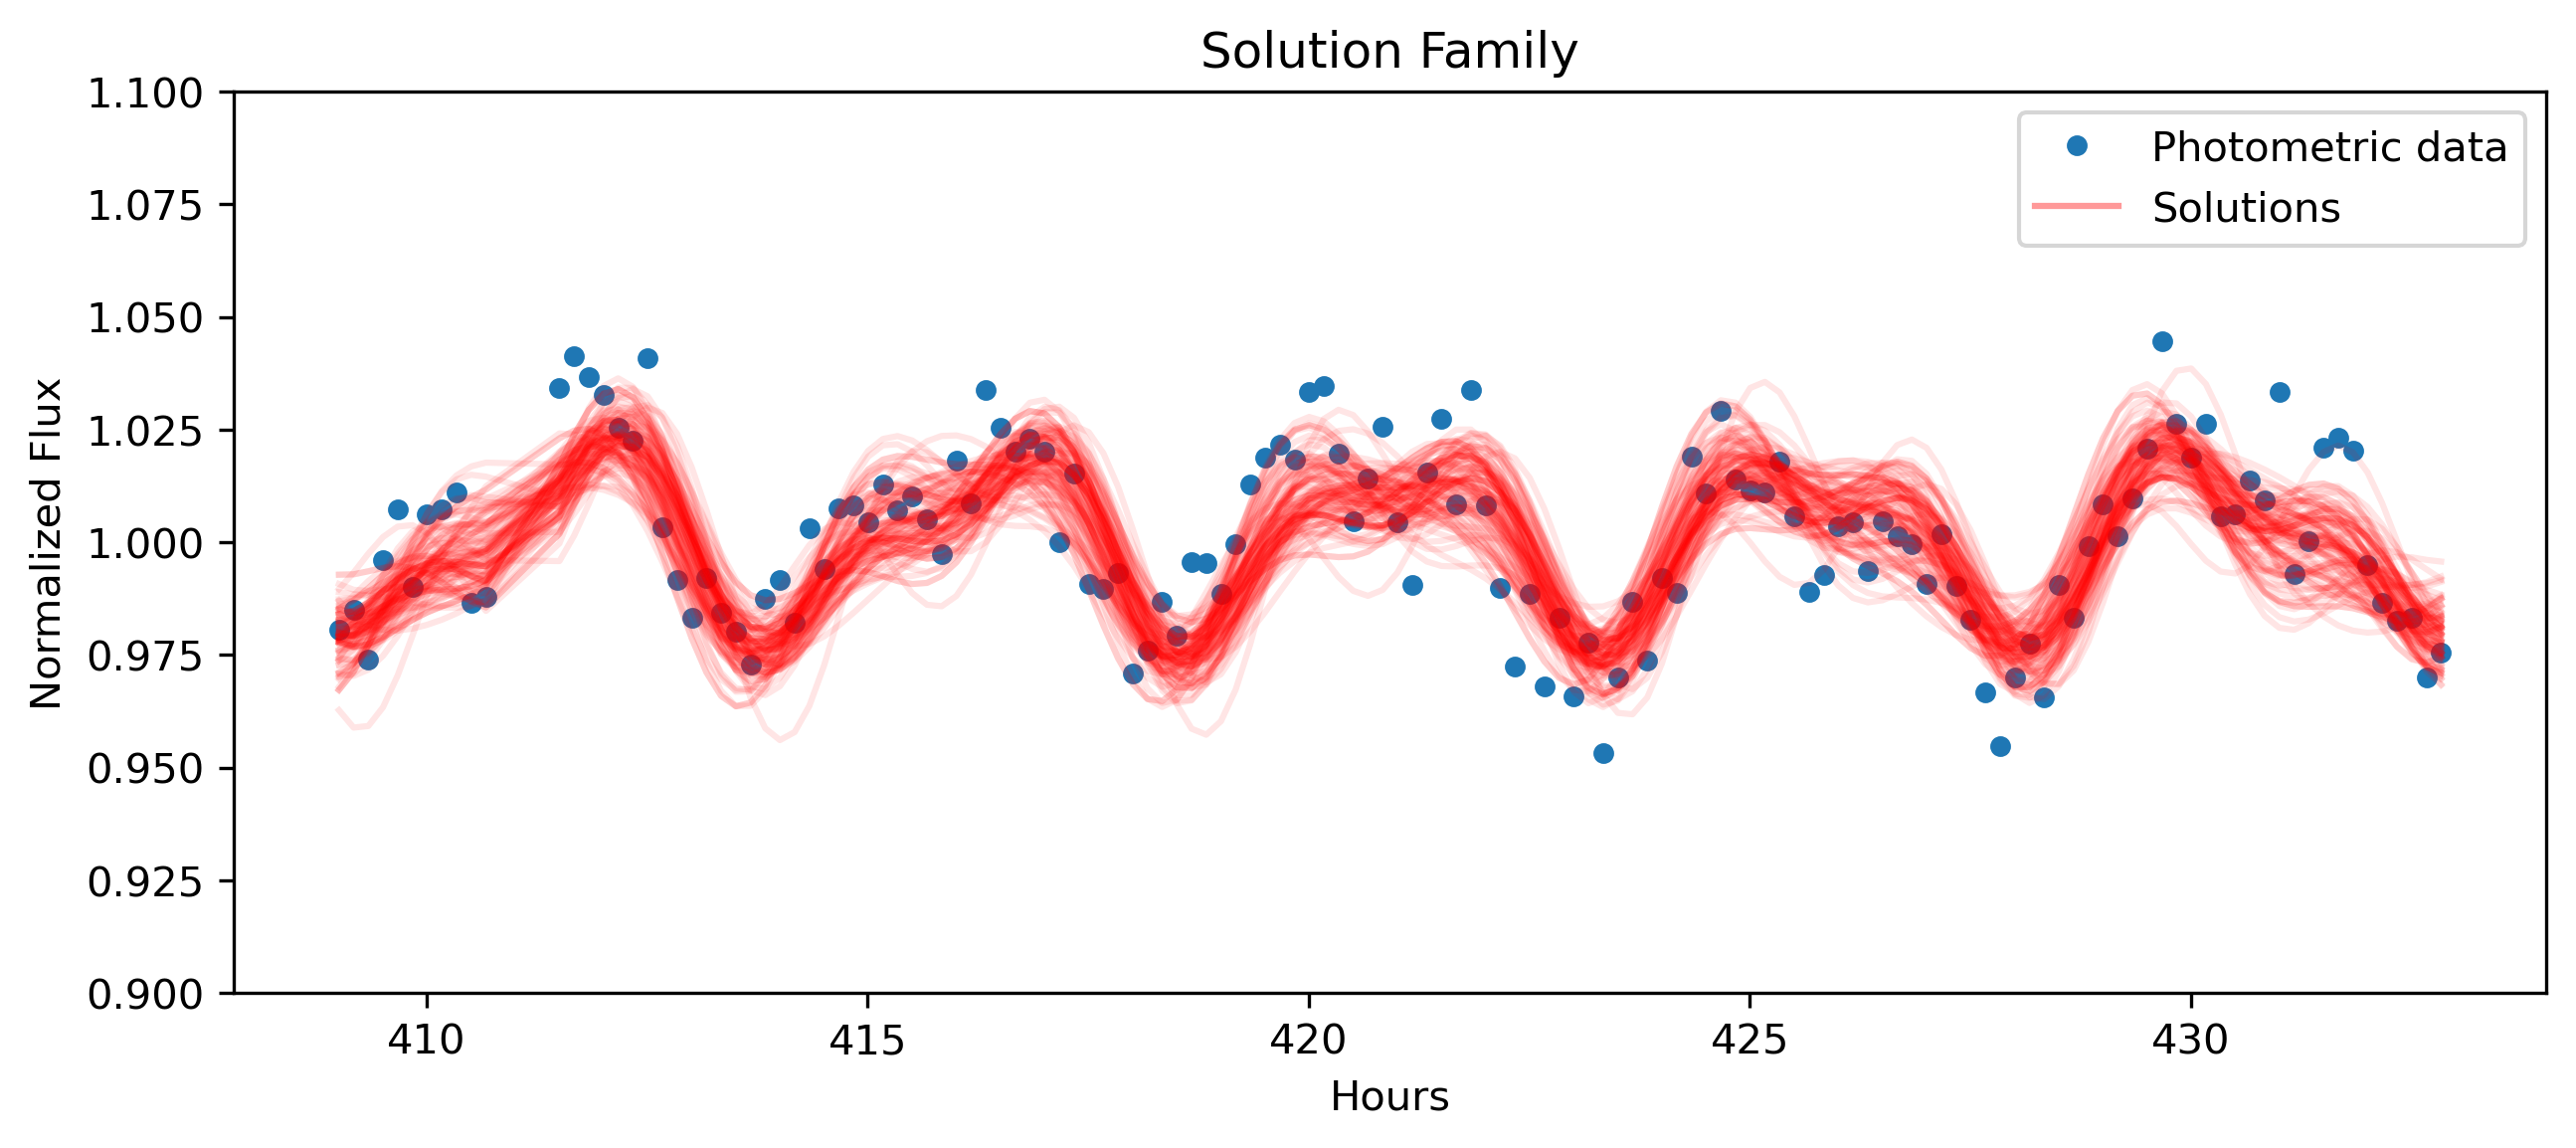 Solution Family
1.100
1.075
1.050
1.025
1.000
0.975
0.950
0.925
0.900
Normalized Flux
Photometric data
Solutions
410 415 420 425 430
Hours